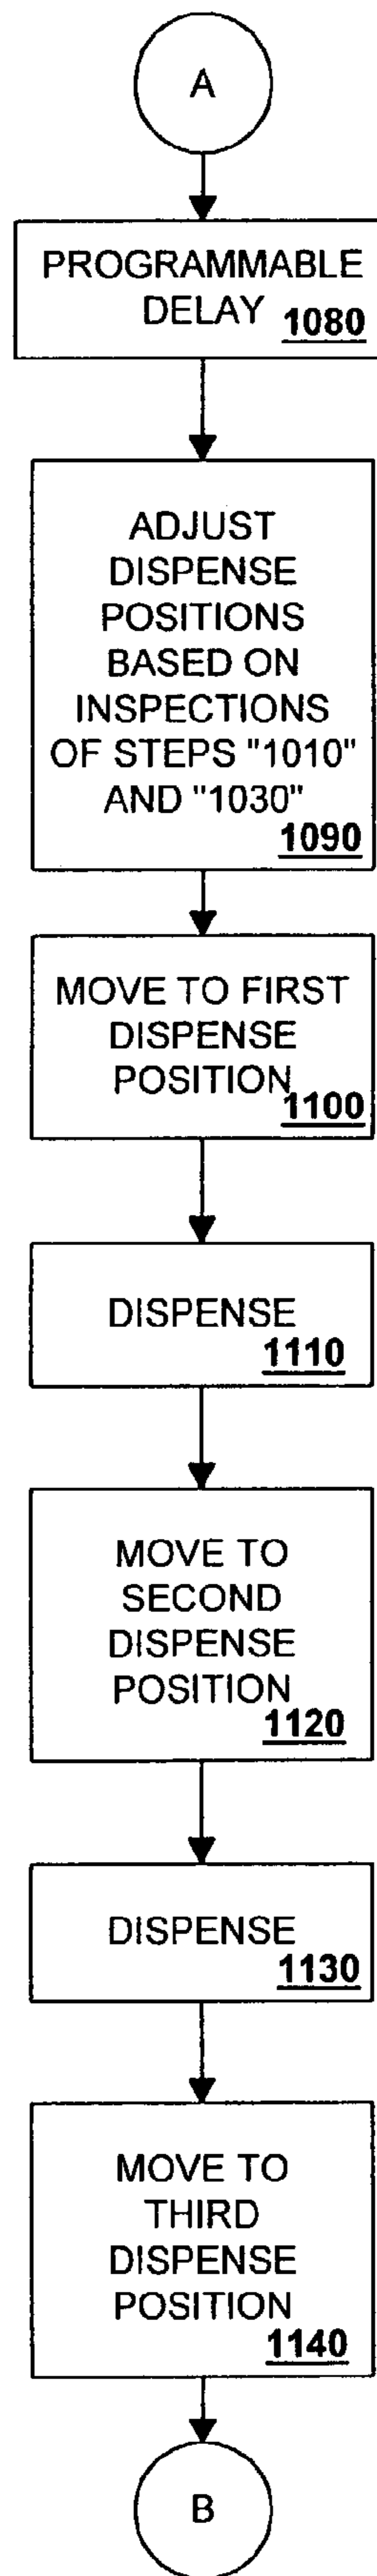 A
PROGRAMMABLE
DELAY 1080
ADJUST
DISPENSE
POSITIONS
BASED ON
INSPECTIONS
OF STEPS "1010"
AND "1030"
1090
MOVE TO FIRST
DISPENSE
POSITION
1100
DISPENSE
1110
MOVE TO
SECOND
DISPENSE
POSITION
1120
DISPENSE
1130
MOVE TO
THIRD
DISPENSE
POSITION
1140
B